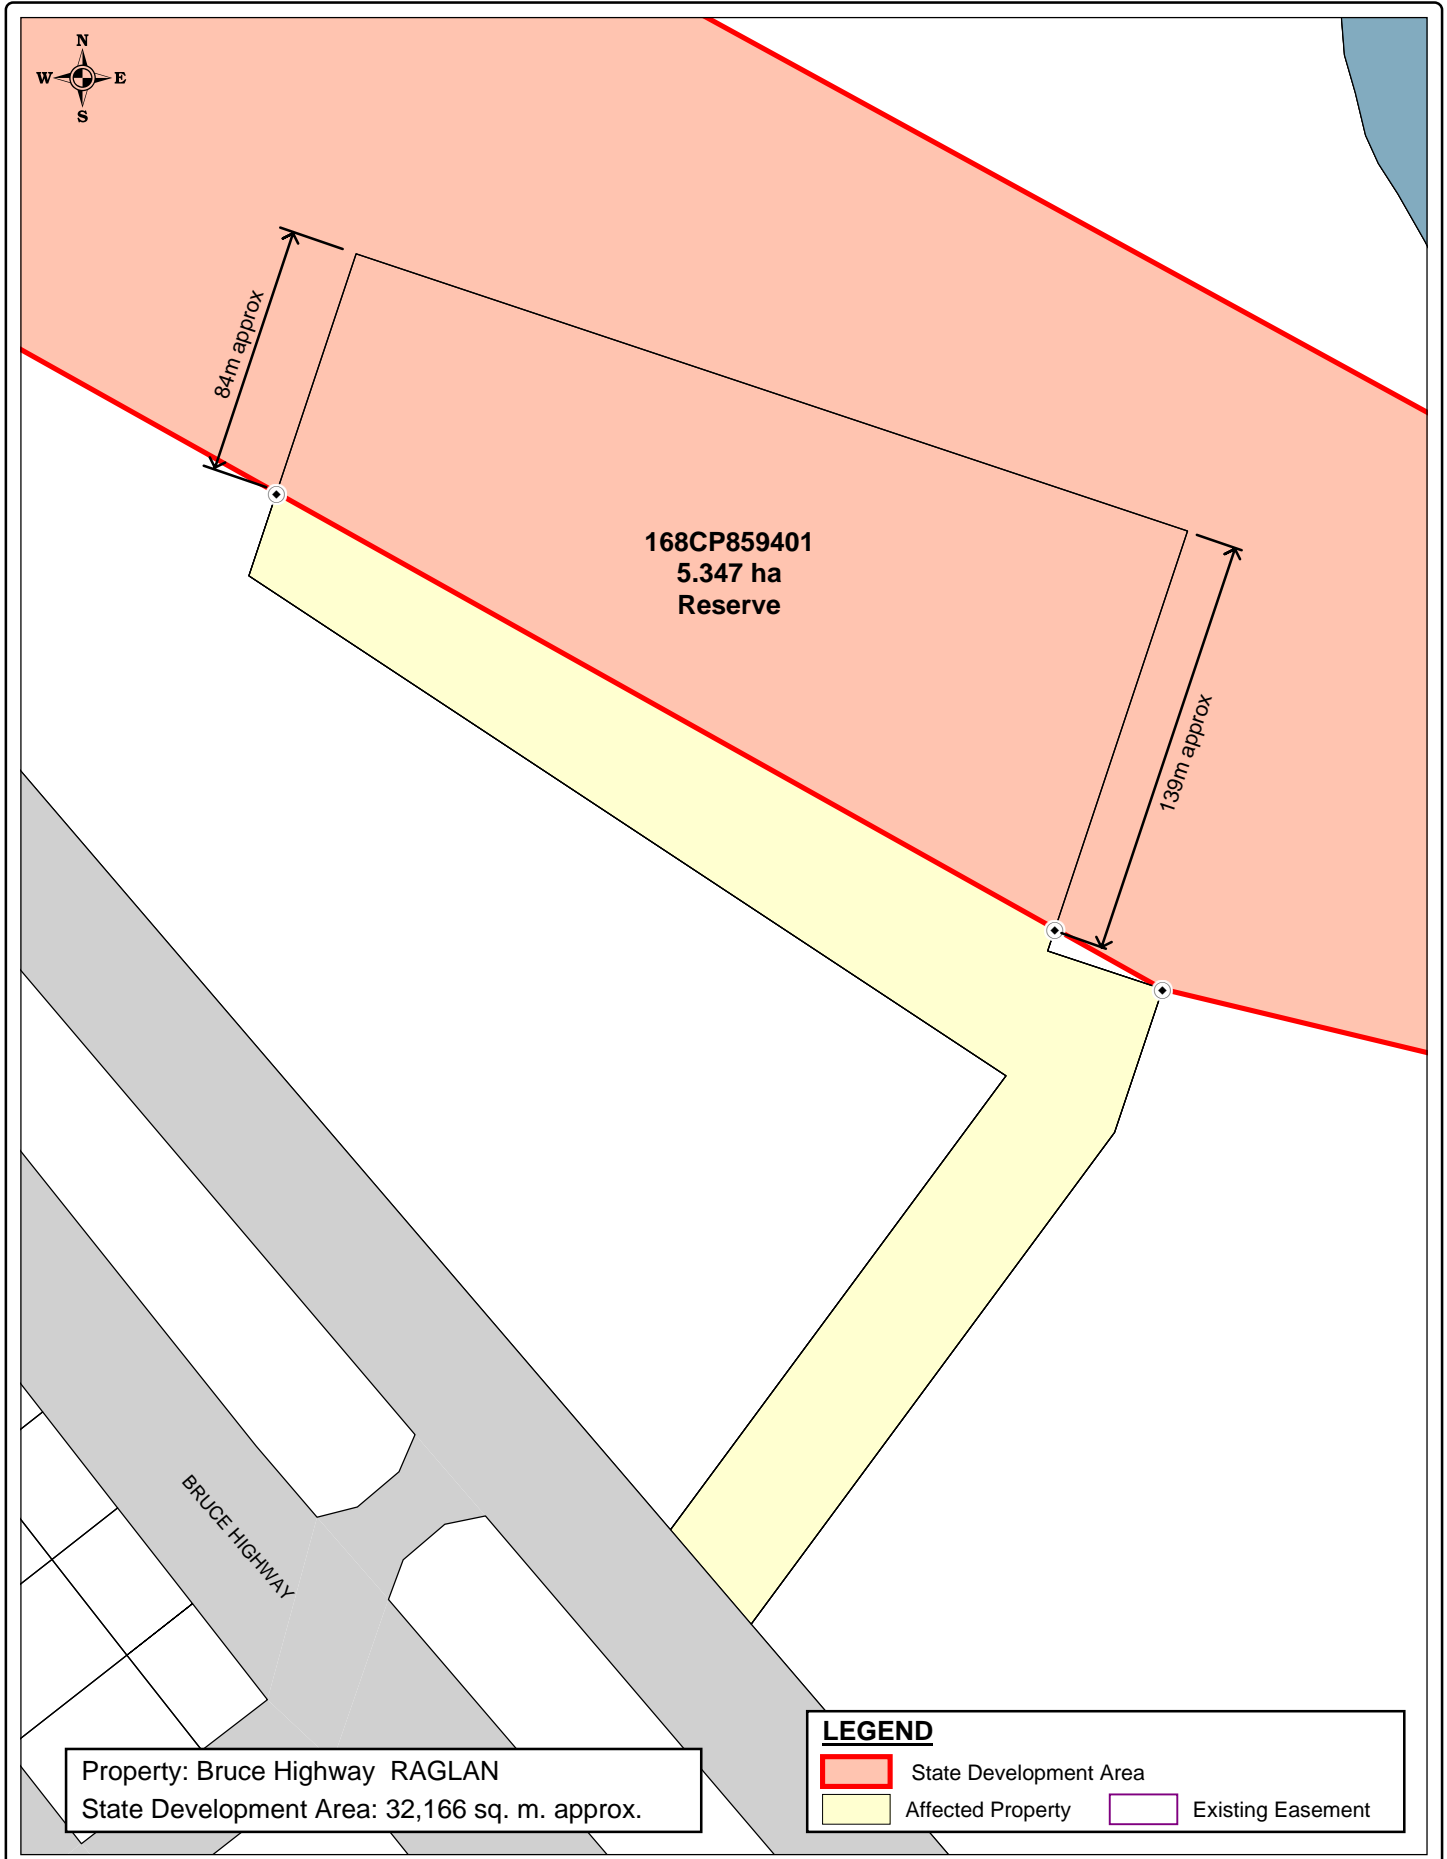 N
W E
S
84m approx
168CP859401
5.347 ha
Reserve
139m approx
BRUCE HIGHWAY
Property: Bruce Highway RAGLAN
State Development Area: 32,166 sq. m. approx.
LEGEND
State Development Area
Affected Property
Existing Easement